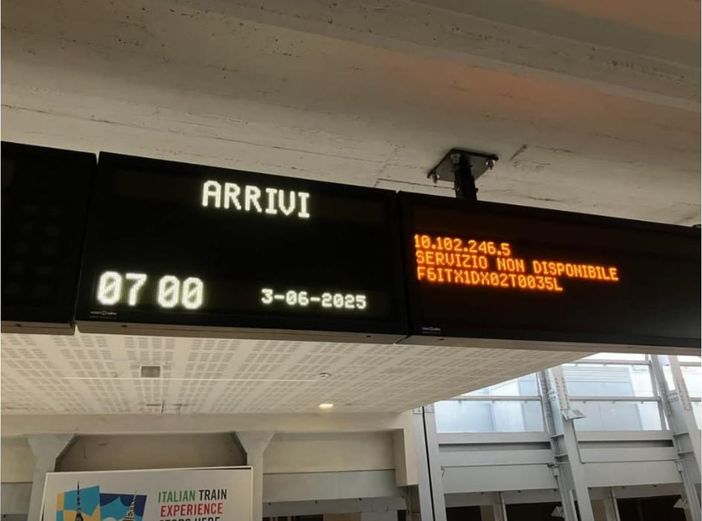 ARRIVI
07 00
3-06-2025
10.102.246.5
SERVIZIO NON DISPONIBILE
F6ITX1DX02T0035L
ITALIAN TRAIN
EXPERIENCE